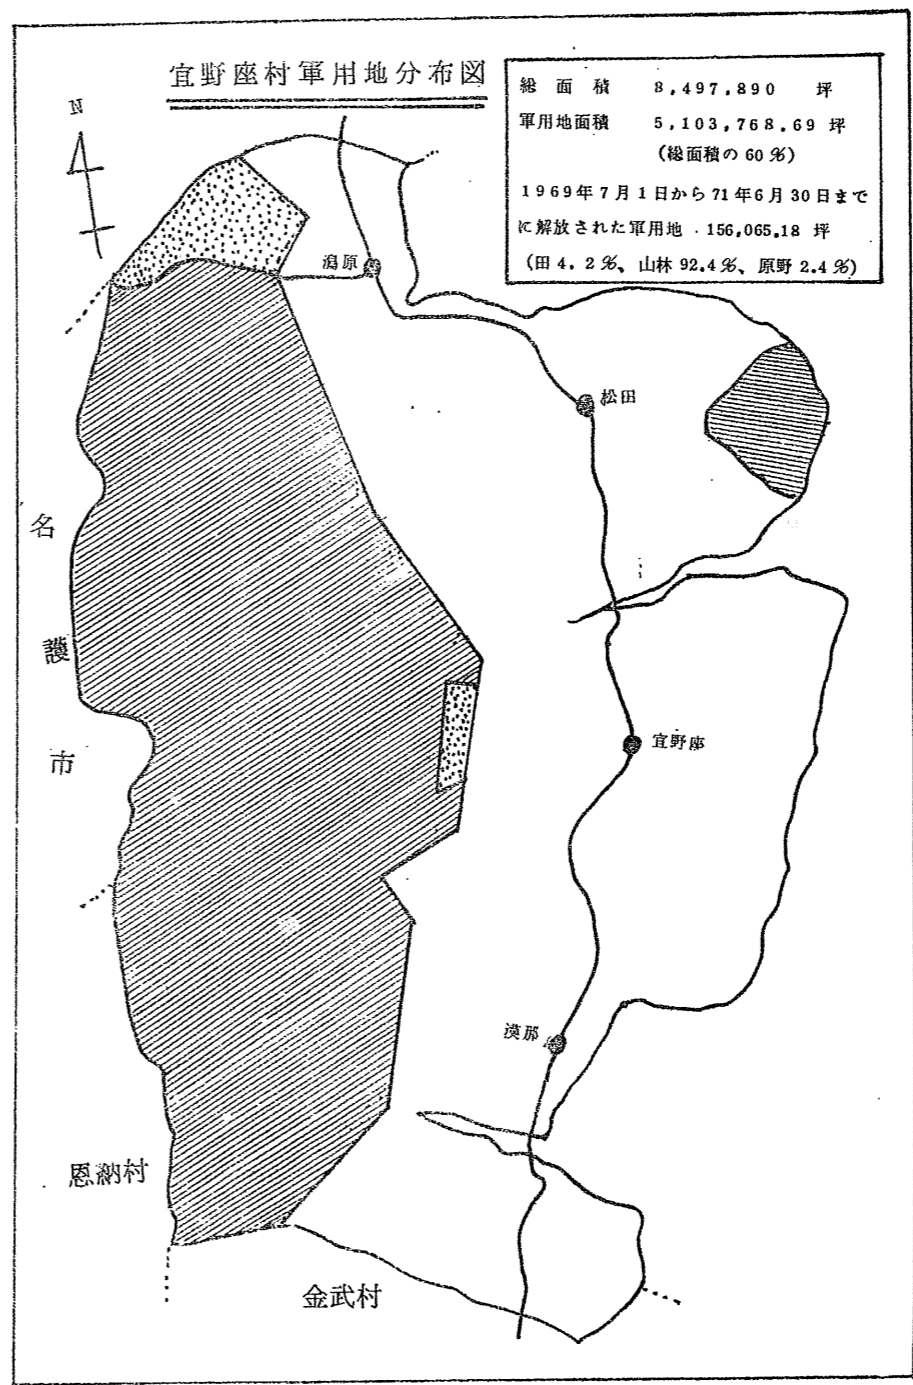 宜野座村軍用地分布図
総面積 8,497,890 坪
軍用地面積 5,103,768.69 坪
(総面積の60%)
1969年7月1日から71年6月30日まで
に解放された軍用地 156,065.18 坪
(田4.2%、山林92.4%、原野2.4%)
N
潟原
松田
名護市
宜野座
漠那
恩納村
金武村